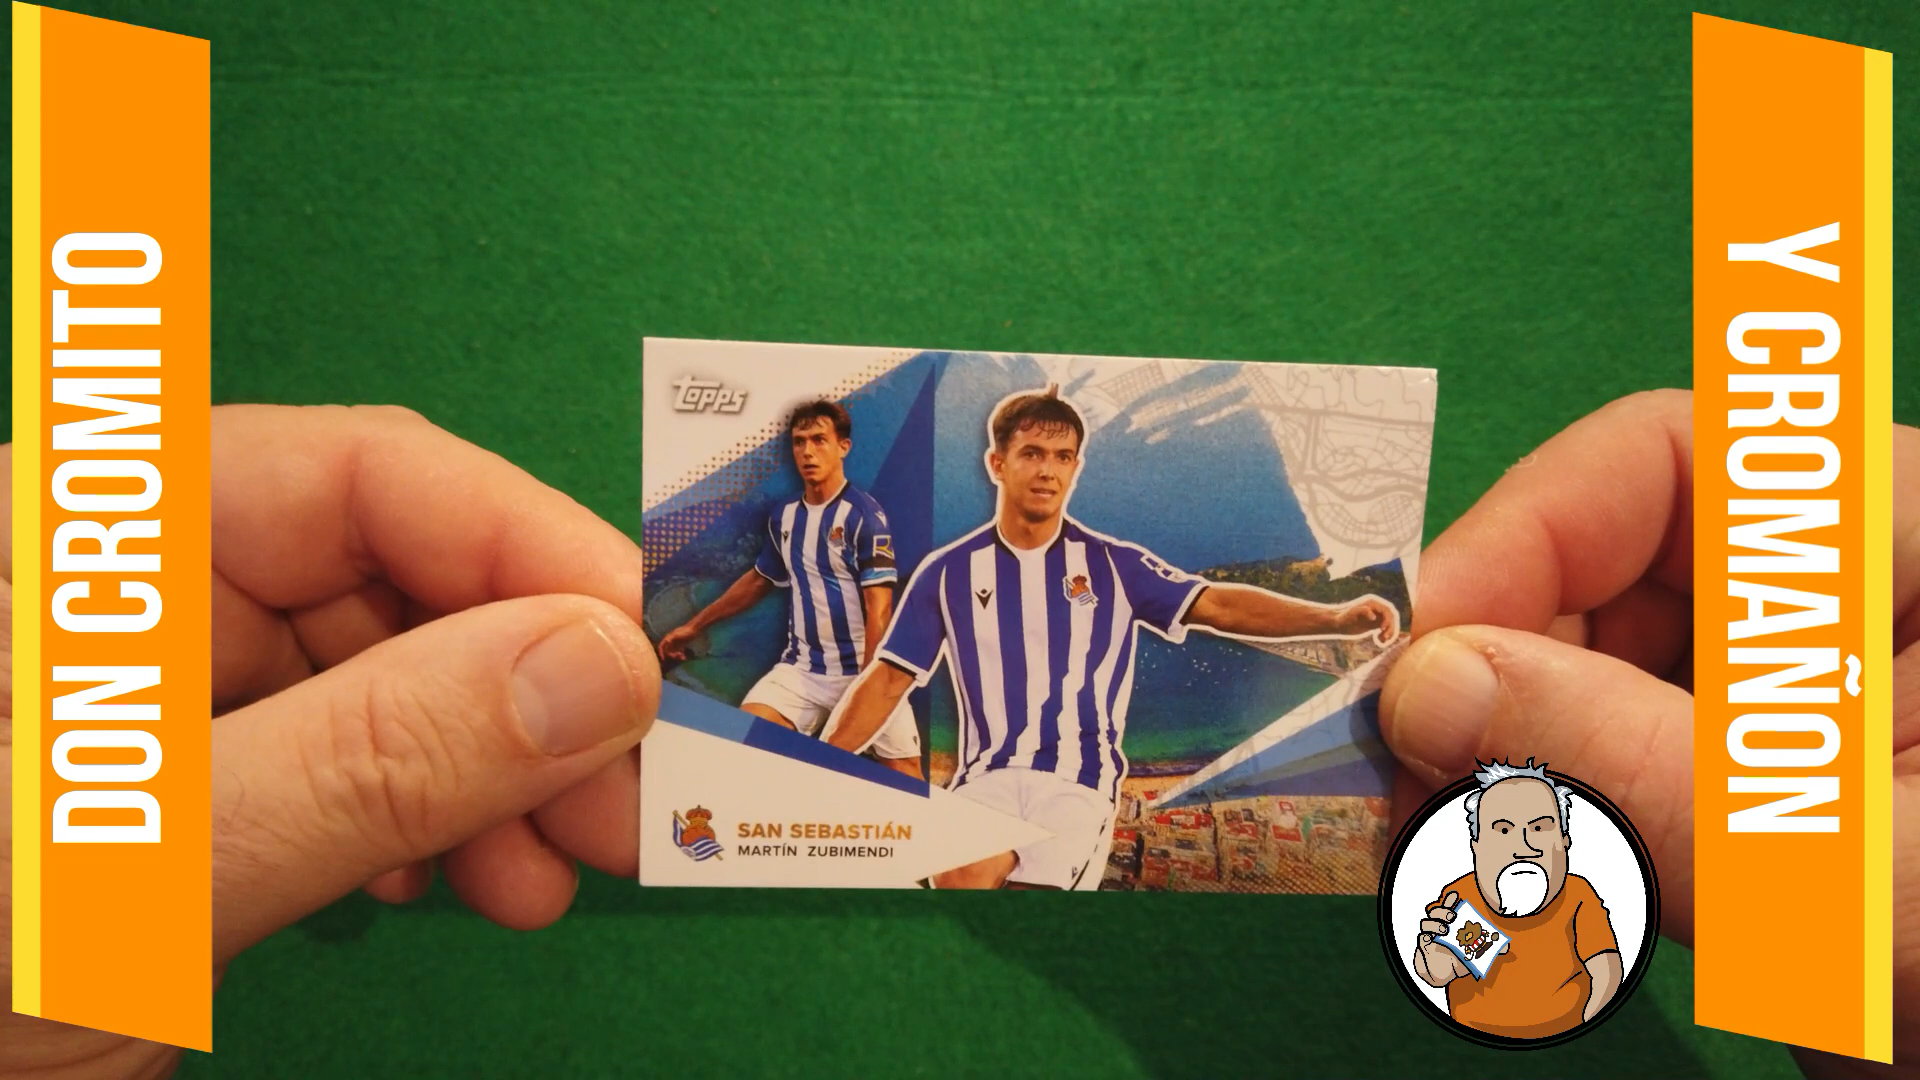 DON CROMITO
topps
SAN SEBASTIÁN
MARTÍN ZUBIMENDI
Y CROMAÑON